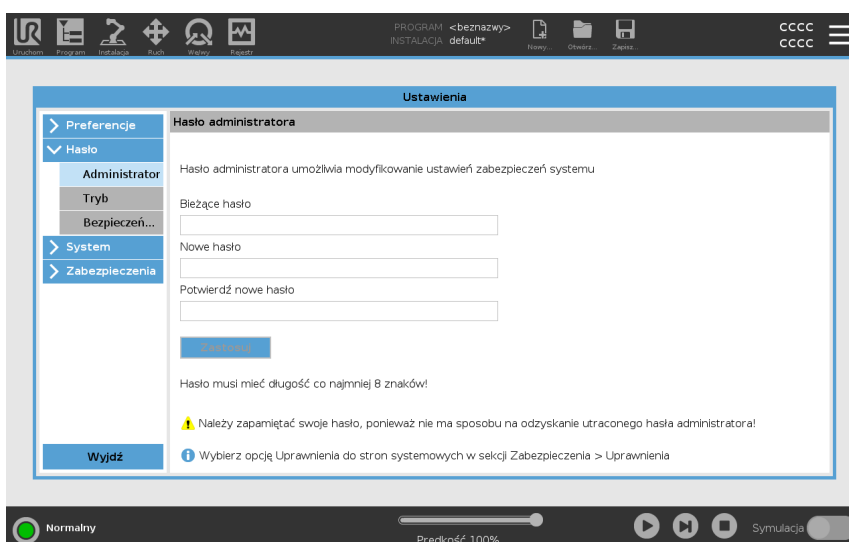 PROGRAM <beznazwy>
INSTALACJA default*
Uruchom Program Instalacja Ruch We/wy Rejestr
Nowy... Otwórz... Zapisz...
CCCC
CCCC
Ustawienia
Preferencje
Hasło
Administrator
Tryb
Bezpieczeń...
System
Zabezpieczenia
Wyjdź
Hasło administratora
Hasło administratora umożliwia modyfikowanie ustawień zabezpieczeń systemu
Bieżące hasło
Nowe hasło
Potwierdź nowe hasło
Zastosuj
Hasło musi mieć długość co najmniej 8 znaków!
Należy zapamiętać swoje hasło, ponieważ nie ma sposobu na odzyskanie utraconego hasła administratora!
Wybierz opcję Uprawnienia do stron systemowych w sekcji Zabezpieczenia > Uprawnienia
Normalny
Prędkość 100%
Symulacja